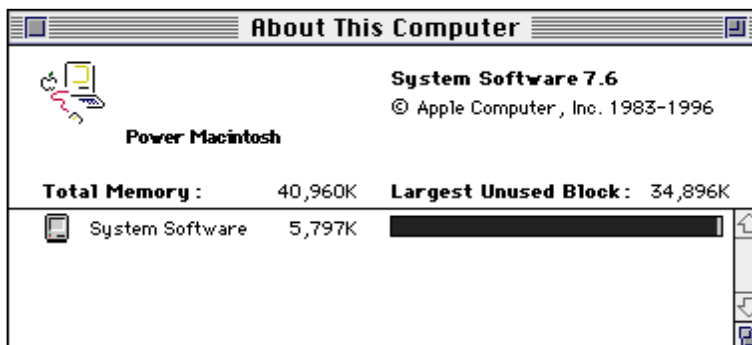 About This Computer
System Software 7.6
© Apple Computer, Inc. 1983-1996
Power Macintosh
Total Memory : 40,960K Largest Unused Block : 34,896K
System Software 5,797K